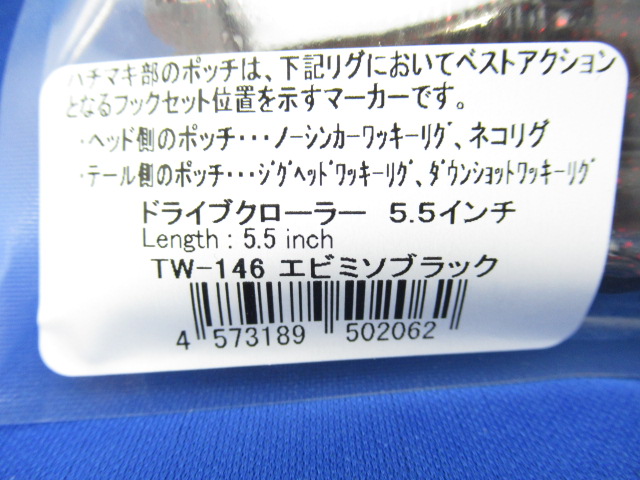 ハチマキ部のポッチは、下記リグにおいてベストアクション
となるフックセット位置を示すマーカーです。
・ヘッド側のポッチ･･･ﾉｰｼﾝｶｰﾜｯｷｰﾘｸﾞ、ネコリグ
・テール側のポッチ･･･ｼﾞｸﾞﾍｯﾄﾞﾜｯｷｰﾘｸﾞ、ﾀﾞｳﾝｼｮｯﾄﾜｯｷｰﾘｸﾞ
ドライブクローラー 5.5インチ
Length : 5.5 inch
TW-146 エビミソブラック
4 573189 502062